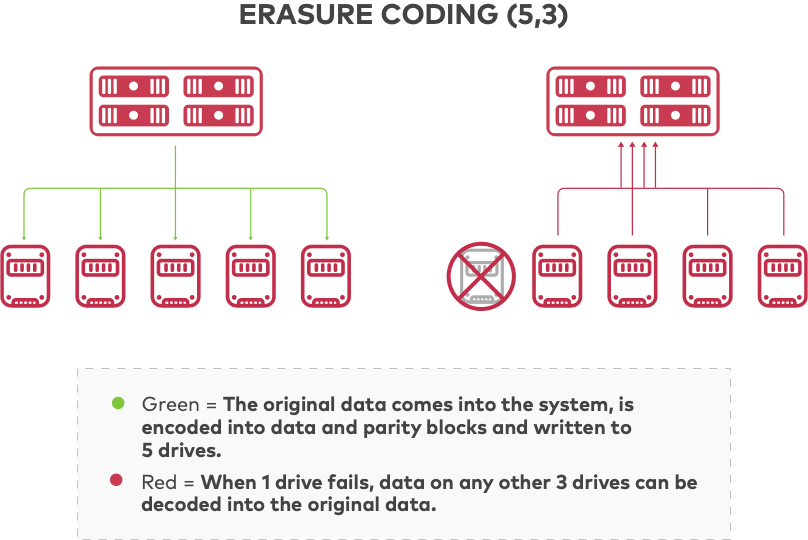 ERASURE CODING (5,3)
Green = The original data comes into the system, is
encoded into data and parity blocks and written to
5 drives.
Red = When 1 drive fails, data on any other 3 drives can be
decoded into the original data.